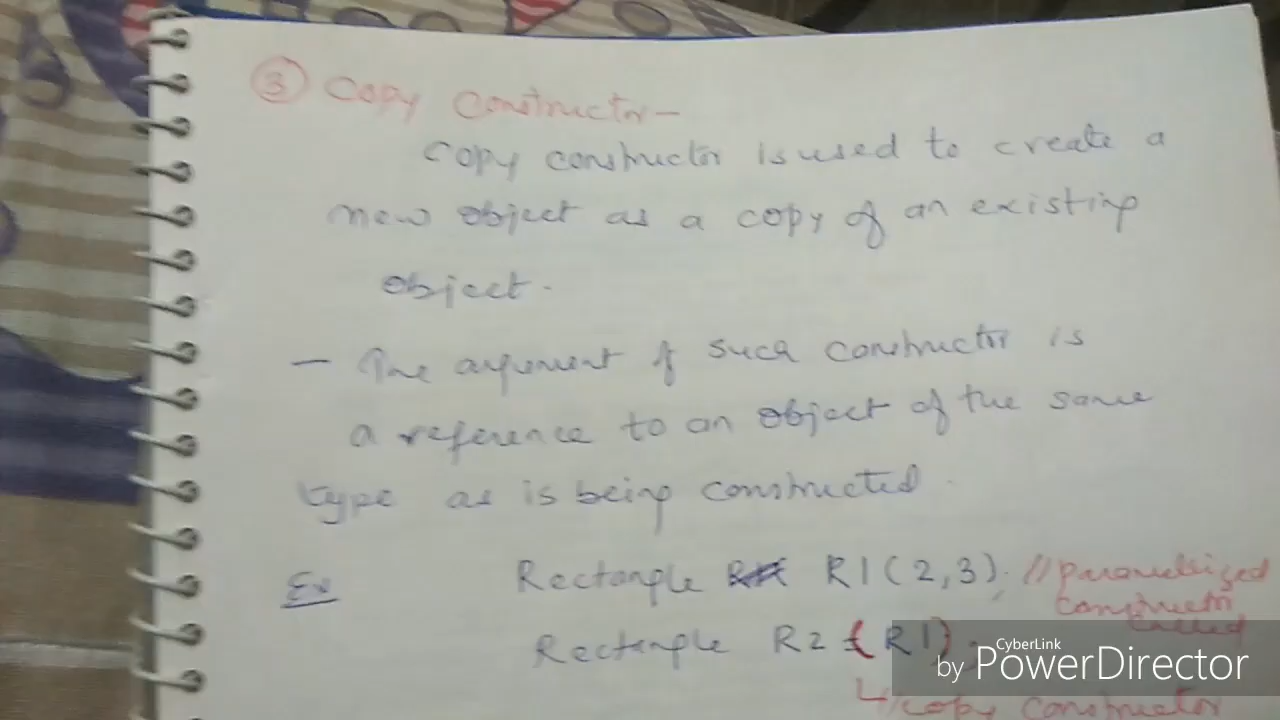 ③ Copy Constructor-
Copy constructor is used to create a
new object as a copy of an existing
object.
- The argument of such constructor is
a reference to an object of the same
type as is being constructed.
Ex Rectangle R1(2,3); // parametrized
constructor
called
Rectangle R2 (R1);
// copy constructor
CyberLink
by PowerDirector